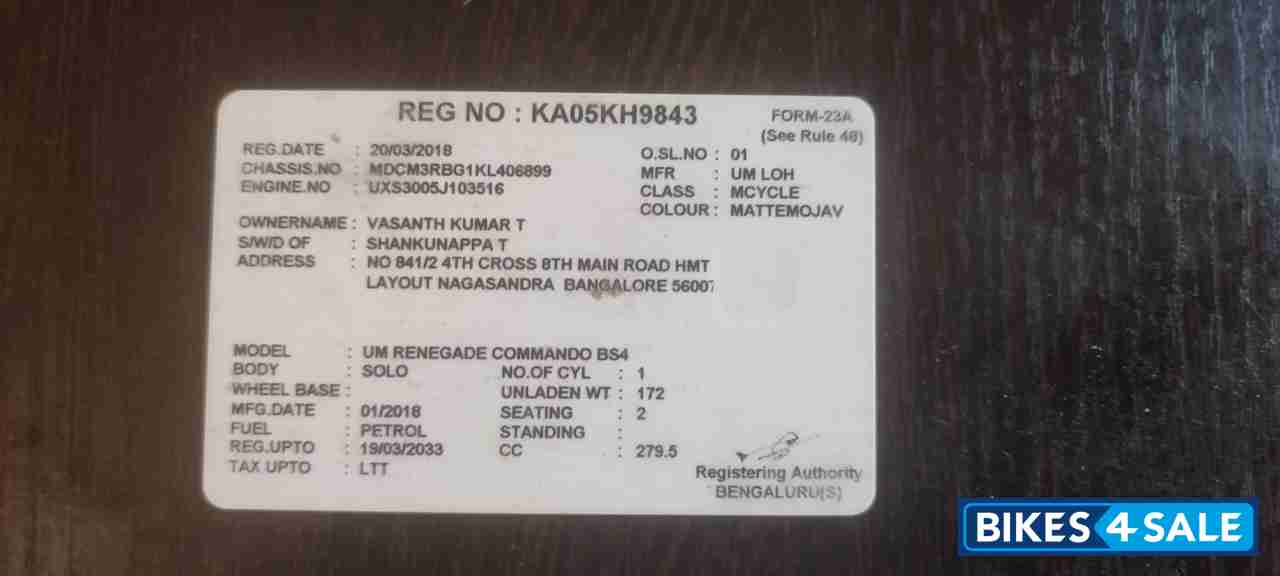 REG NO : KA05KH9843
FORM-23A
(See Rule 48)
REG.DATE : 20/03/2018
CHASSIS.NO : MDCM3RBG1KL406899
ENGINE.NO : UXS3005J103516
O.SL.NO : 01
MFR : UM LOH
CLASS : MCYCLE
COLOUR : MATTEMOJAV
OWNERNAME : VASANTH KUMAR T
S/W/D OF : SHANKUNAPPA T
ADDRESS : NO 841/2 4TH CROSS 8TH MAIN ROAD HMT
LAYOUT NAGASANDRA BANGALORE 56007
MODEL : UM RENEGADE COMMANDO BS4
BODY : SOLO NO.OF CYL : 1
WHEEL BASE : UNLADEN WT : 172
MFG.DATE : 01/2018 SEATING : 2
FUEL : PETROL STANDING :
REG.UPTO : 19/03/2033 CC : 279.5
TAX UPTO : LTT
Registering Authority
BENGALURU(S)
BIKES4SALE